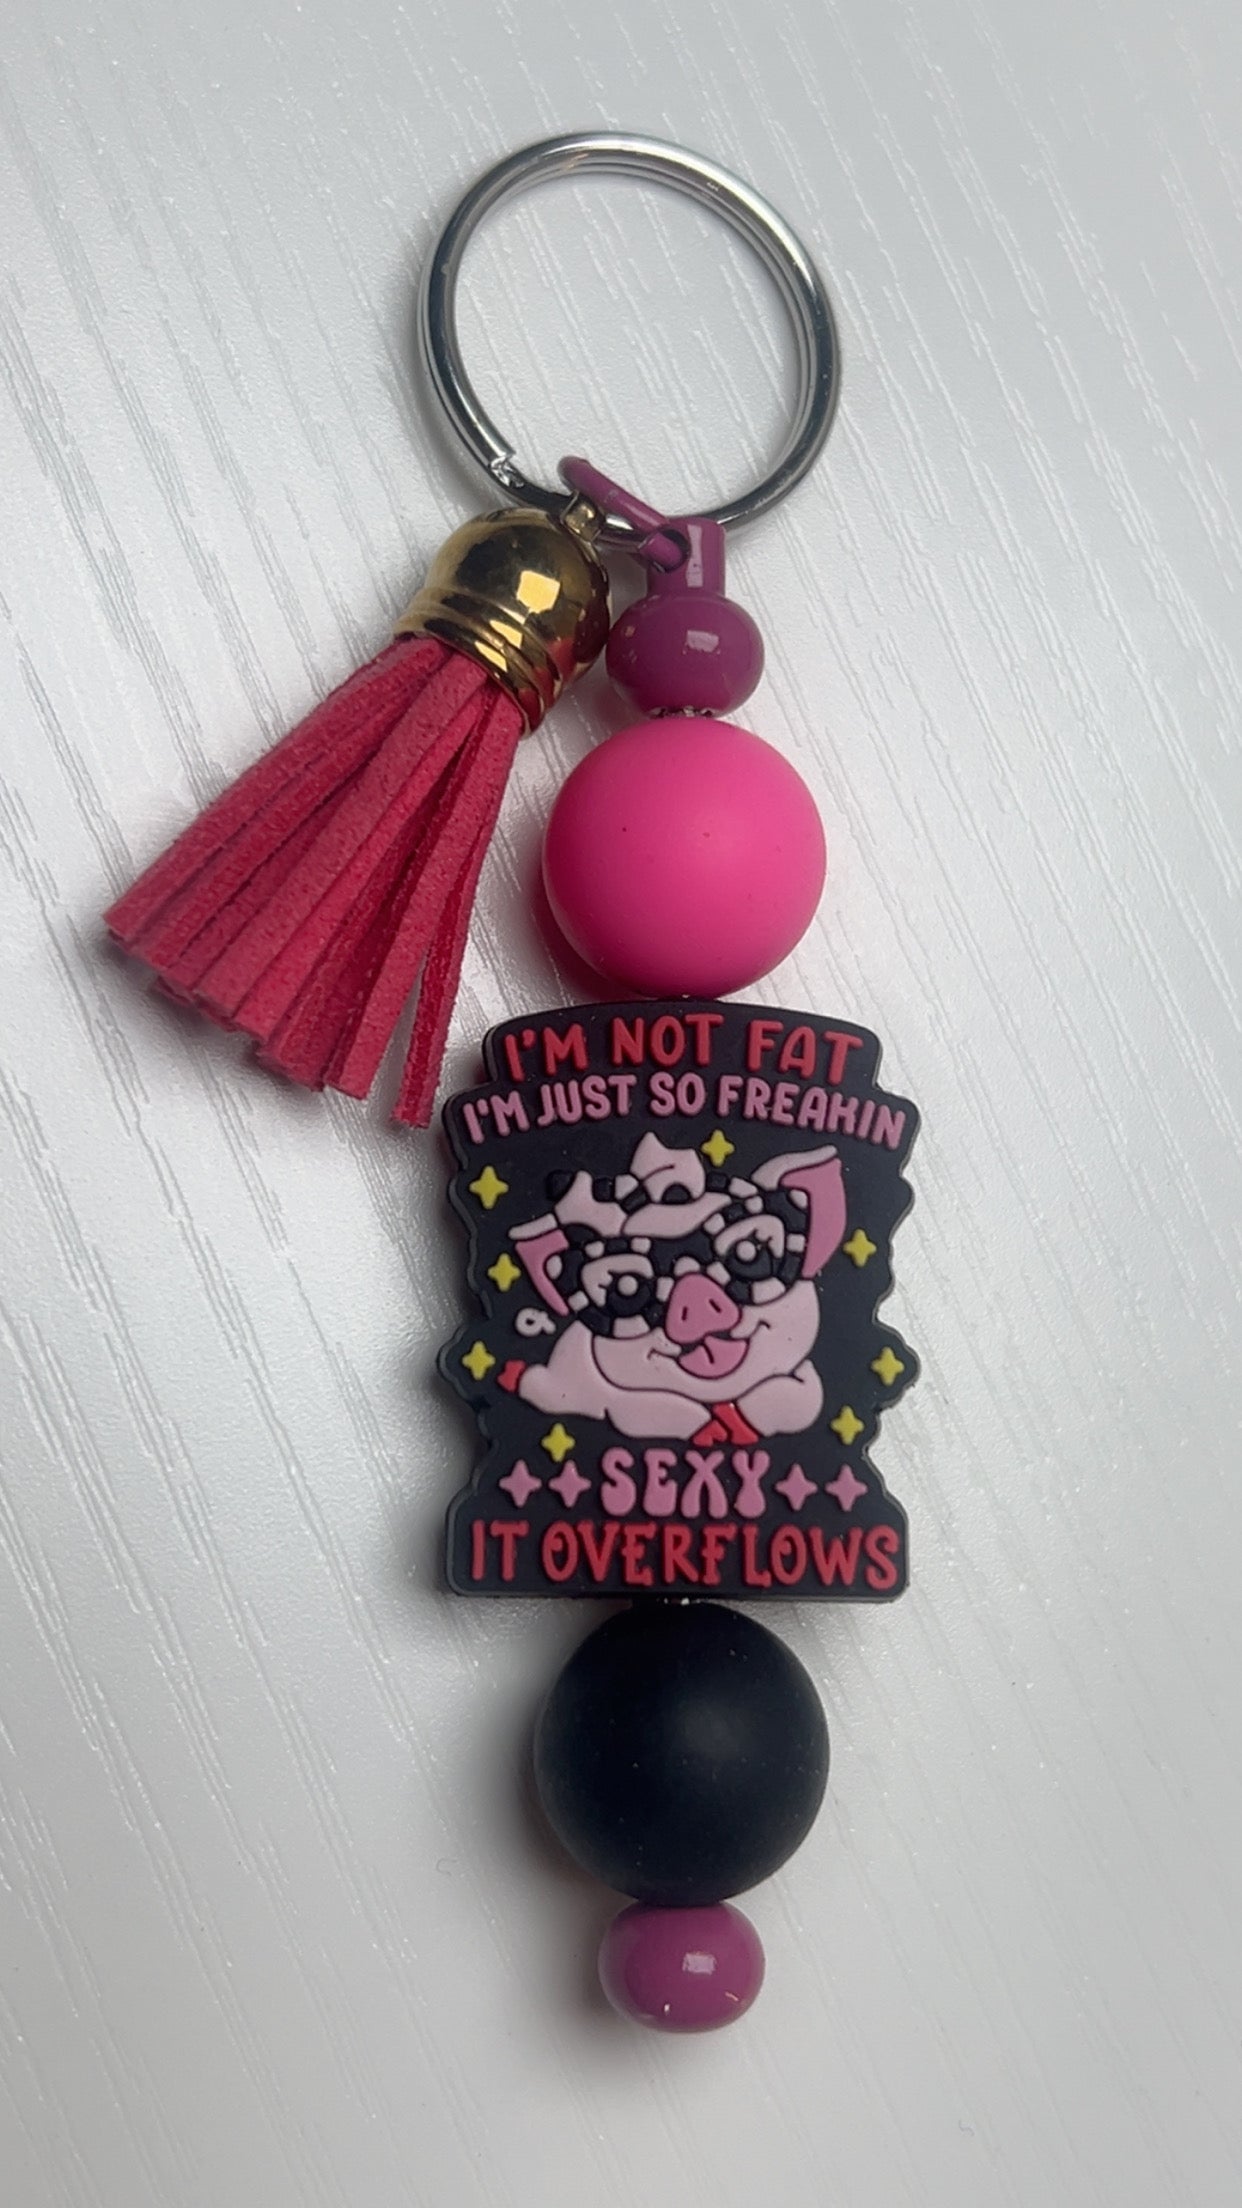 I'M NOT FAT
I'M JUST SO FREAKIN
SEXY
IT OVERFLOWS